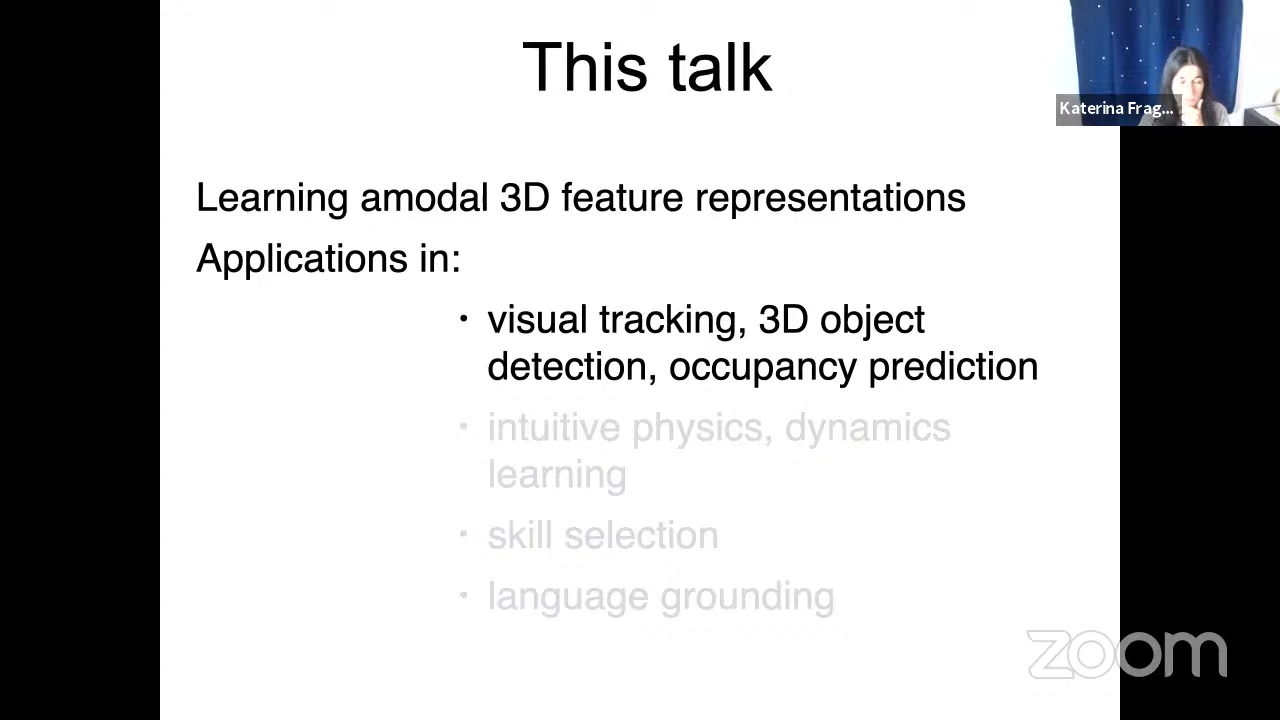 This talk
Katerina Frag...
Learning amodal 3D feature representations
Applications in:
• visual tracking, 3D object
detection, occupancy prediction
• intuitive physics, dynamics
learning
• skill selection
• language grounding
zoom